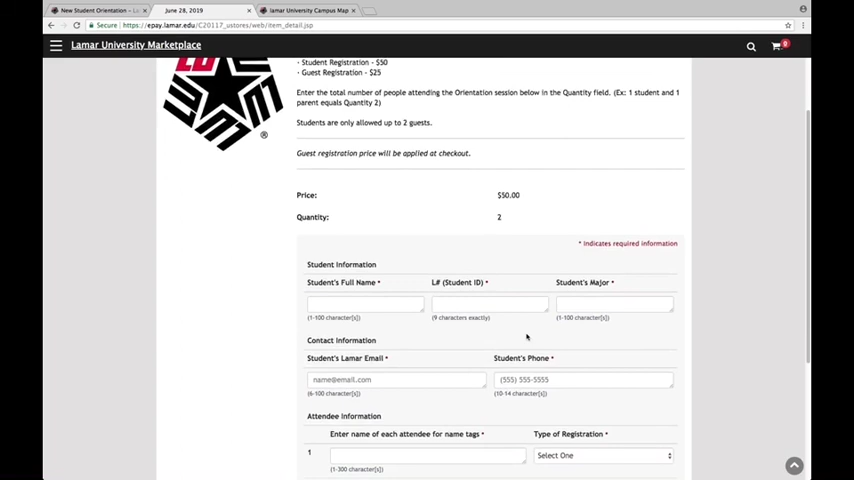 New Student Orientation - L
June 28, 2019
lamar University Campus Map
Secure
https://epay.lamar.edu/C20117_ustores/web/item_detail.jsp
Lamar University Marketplace
0
LU
· Student Registration - $50
· Guest Registration - $25
Enter the total number of people attending the Orientation session below in the Quantity field. (Ex: 1 student and 1
parent equals Quantity 2)
Students are only allowed up to 2 guests.
®
Guest registration price will be applied at checkout.
Price: $50.00
Quantity: 2
* Indicates required information
Student Information
Student's Full Name * L# (Student ID) * Student's Major *
(1-100 character[s]) (9 characters exactly) (1-100 character[s])
Contact Information
Student's Lamar Email * Student's Phone *
name@email.com (555) 555-5555
(6-100 character[s]) (10-14 character[s])
Attendee Information
Enter name of each attendee for name tags * Type of Registration *
1 Select One
(1-300 character[s])